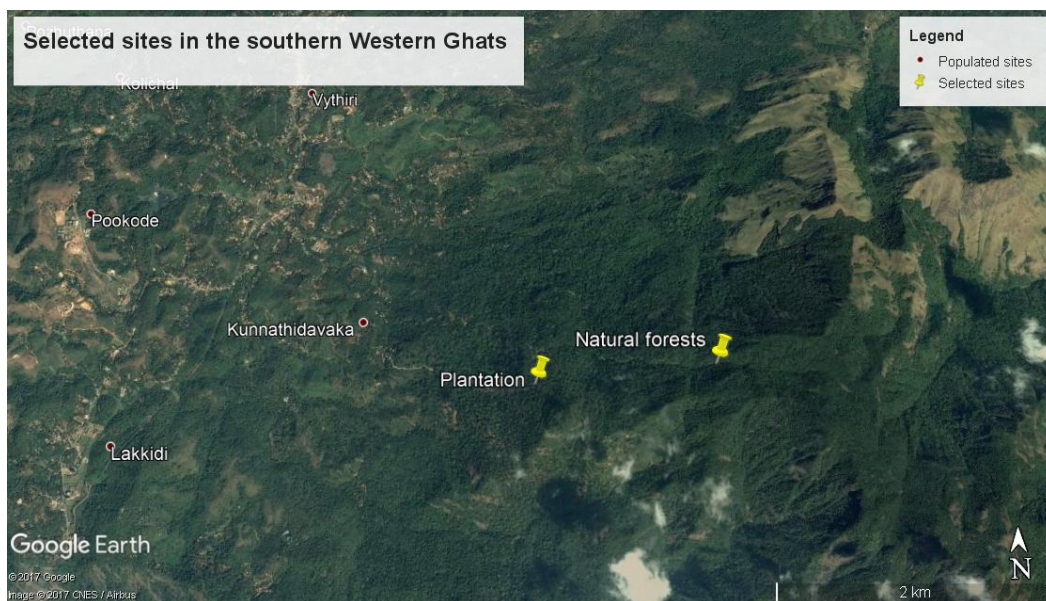 Selected sites in the southern Western Ghats
Legend
Populated sites
Selected sites
Kolichal
Vythiri
Pookode
Kunnathidavaka
Natural forests
Plantation
Lakkidi
Google Earth
© 2017 Google
Image © 2017 CNES / Airbus
2 km
N